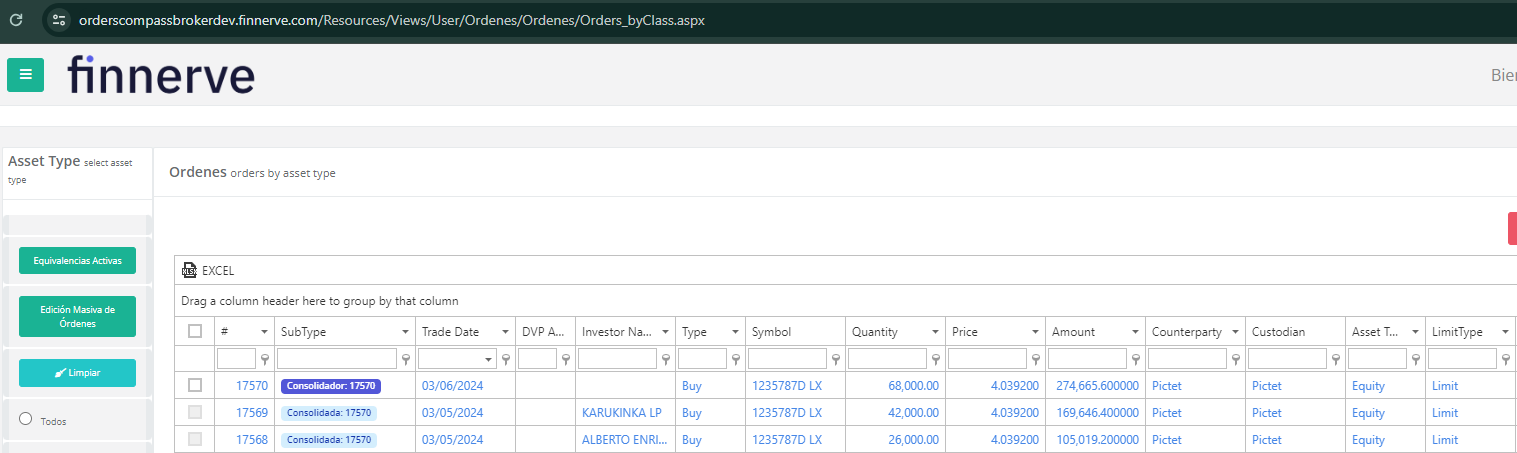 orderscompassbrokerdev.finnerve.com/Resources/Views/User/Ordenes/Ordenes/Orders_byClass.aspx
finnerve
Bie
Asset Type select asset
type
Ordenes orders by asset type
Equivalencias Activas
XLSX EXCEL
Edición Masiva de
Órdenes
Drag a column header here to group by that column
# SubType Trade Date DVP A... Investor Na... Type Symbol Quantity Price Amount Counterparty Custodian Asset T... LimitType
Limpiar
17570 Consolidador: 17570 03/06/2024 Buy 1235787D LX 68,000.00 4.039200 274,665.600000 Pictet Pictet Equity Limit
Todos
17569 Consolidada: 17570 03/05/2024 KARUKINKA LP Buy 1235787D LX 42,000.00 4.039200 169,646.400000 Pictet Pictet Equity Limit
17568 Consolidada: 17570 03/05/2024 ALBERTO ENRI... Buy 1235787D LX 26,000.00 4.039200 105,019.200000 Pictet Pictet Equity Limit